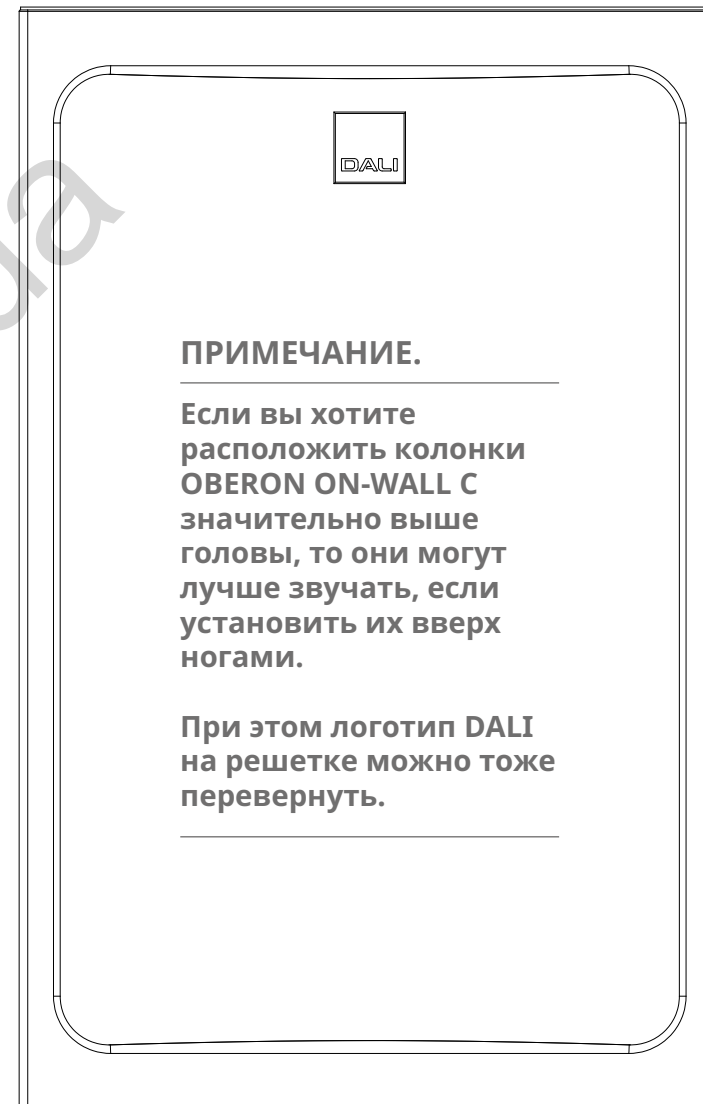 DALI
ПРИМЕЧАНИЕ.
Если вы хотите
расположить колонки
OBERON ON-WALL C
значительно выше
головы, то они могут
лучше звучать, если
установить их вверх
ногами.
При этом логотип DALI
на решетке можно тоже
перевернуть.